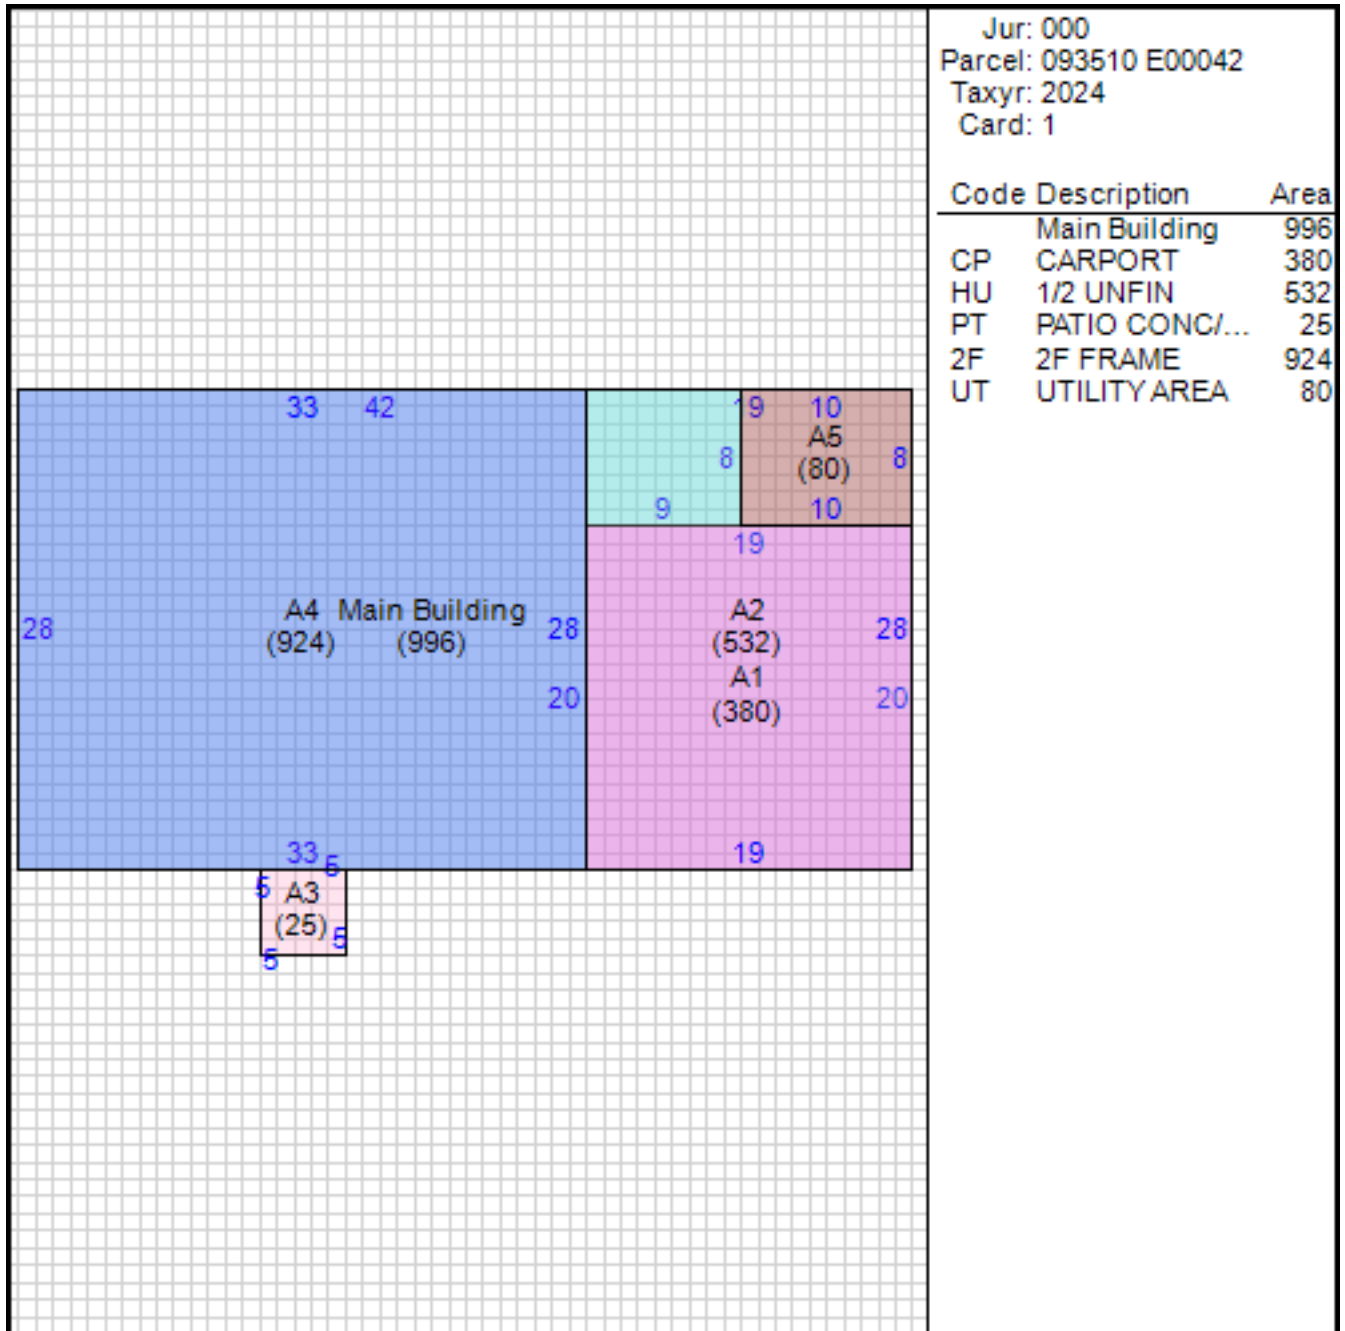 Jur: 000
Parcel: 093510 E00042
Taxyr: 2024
Card: 1
Code Description Area
Main Building 996
CP CARPORT 380
HU 1/2 UNFIN 532
PT PATIO CONC/... 25
2F 2F FRAME 924
UT UTILITY AREA 80
33 42 19 10
A5
8 (80) 8
9 10
19
A4 Main Building A2
28 (924) (996) 28 (532) 28
A1
20 (380) 20
33 5 19
5 A3
(25) 5
5